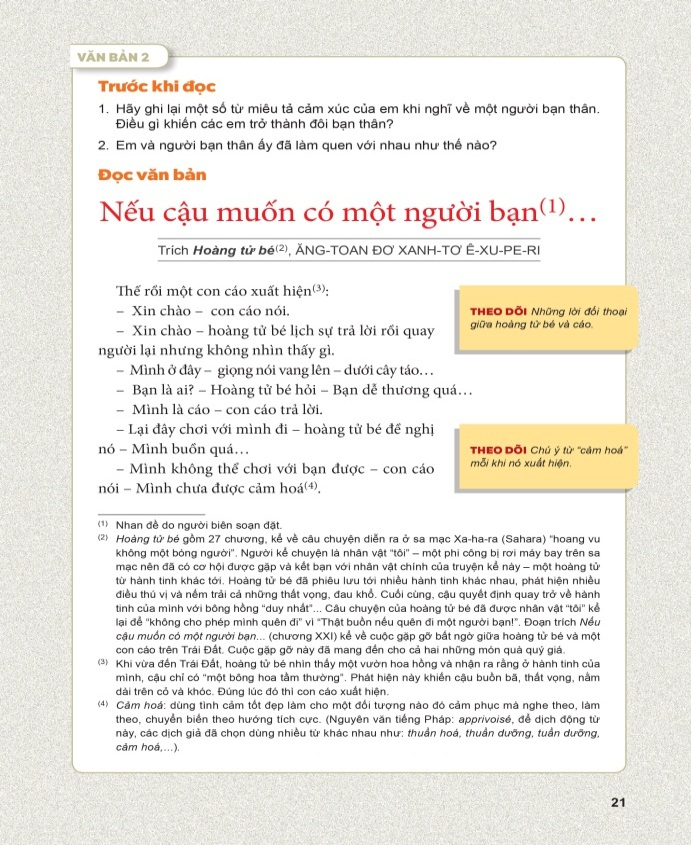 VĂN BẢN 2
Trước khi đọc
1. Hãy ghi lại một số từ miêu tả cảm xúc của em khi nghĩ về một người bạn thân.
Điều gì khiến các em trở thành đôi bạn thân?
2. Em và người bạn thân ấy đã làm quen với nhau như thế nào?
Đọc văn bản
Nếu cậu muốn có một người bạn(1)...
Trích Hoàng tử bé(2), ĂNG-TOAN ĐƠ XANH-TƠ Ê-XU-PE-RI
Thế rồi một con cáo xuất hiện(3):
– Xin chào – con cáo nói.
– Xin chào – hoàng tử bé lịch sự trả lời rồi quay
người lại nhưng không nhìn thấy gì.
– Mình ở đây – giọng nói vang lên – dưới cây táo...
– Bạn là ai? – Hoàng tử bé hỏi – Bạn dễ thương quá...
– Mình là cáo – con cáo trả lời.
– Lại đây chơi với mình đi – hoàng tử bé đề nghị
nó – Mình buồn quá...
– Mình không thể chơi với bạn được – con cáo
nói – Mình chưa được cảm hoá(4).
THEO DÕI Những lời đối thoại
giữa hoàng tử bé và cáo.
THEO DÕI Chú ý từ "cảm hoá"
mỗi khi nó xuất hiện.
(1) Nhan đề do người biên soạn đặt.
(2) Hoàng tử bé gồm 27 chương, kể về câu chuyện diễn ra ở sa mạc Xa-ha-ra (Sahara) "hoang vu
không một bóng người". Người kể chuyện là nhân vật "tôi" – một phi công bị rơi máy bay trên sa
mạc nên đã có cơ hội được gặp và kết bạn với nhân vật chính của truyện kể này – một hoàng tử
từ hành tinh khác tới. Hoàng tử bé đã phiêu lưu tới nhiều hành tinh khác nhau, phát hiện nhiều
điều thú vị và nếm trải cả những thất vọng, đau khổ. Cuối cùng, cậu quyết định quay trở về hành
tinh của mình với bông hồng "duy nhất"... Câu chuyện của hoàng tử bé đã được nhân vật "tôi" kể
lại để "không cho phép mình quên đi" vì "Thật buồn nếu quên đi một người bạn!". Đoạn trích Nếu
cậu muốn có một người bạn... (chương XXI) kể về cuộc gặp gỡ bất ngờ giữa hoàng tử bé và một
con cáo trên Trái Đất. Cuộc gặp gỡ này đã mang đến cho cả hai những món quà quý giá.
(3) Khi vừa đến Trái Đất, hoàng tử bé nhìn thấy một vườn hoa hồng và nhận ra rằng ở hành tinh của
mình, cậu chỉ có "một bông hoa tầm thường". Phát hiện này khiến cậu buồn bã, thất vọng, nằm
dài trên cỏ và khóc. Đúng lúc đó thì con cáo xuất hiện.
(4) Cảm hoá: dùng tình cảm tốt đẹp làm cho một đối tượng nào đó cảm phục mà nghe theo, làm
theo, chuyển biến theo hướng tích cực. (Nguyên văn tiếng Pháp: apprivoisé, để dịch động từ
này, các dịch giả đã chọn dùng nhiều từ khác nhau như: thuần hoá, thuần dưỡng, tuần dưỡng,
cảm hoá,...).
21